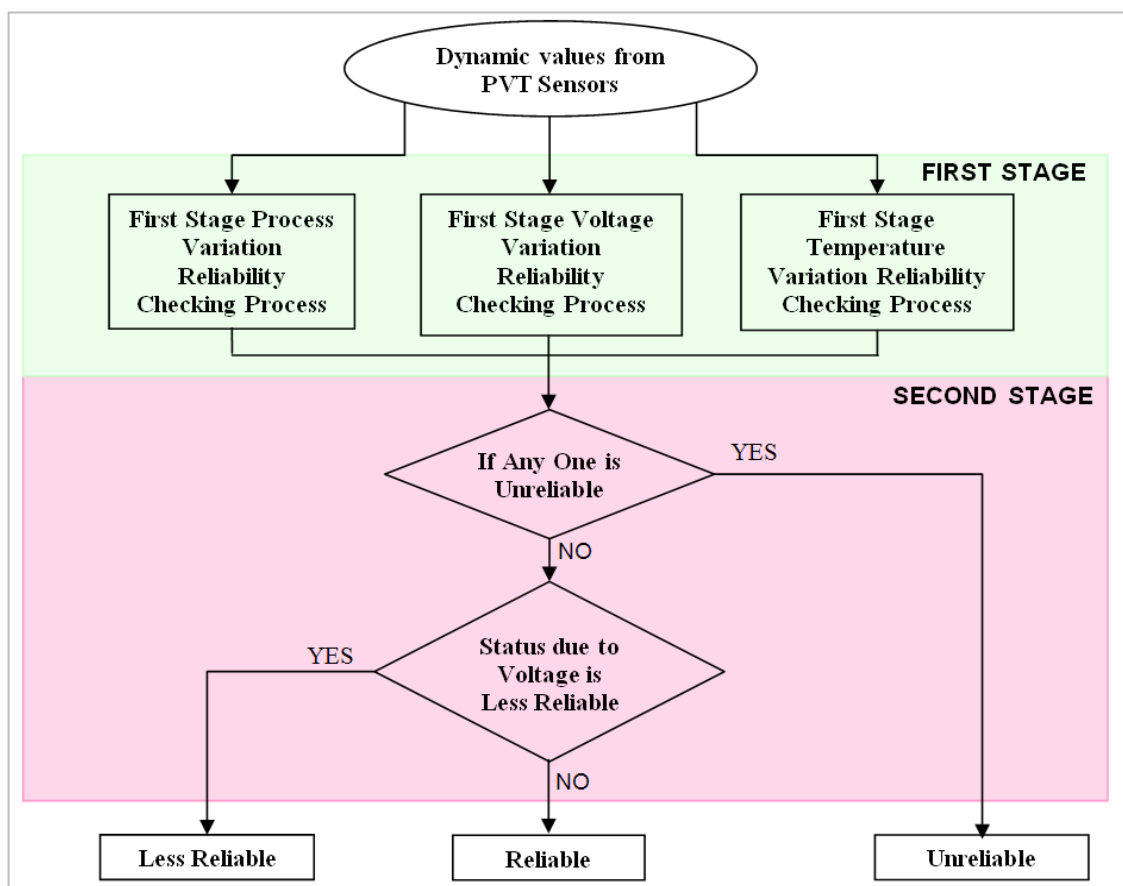 Dynamic values from
PVT Sensors
FIRST STAGE
First Stage Process
Variation
Reliability
Checking Process
First Stage Voltage
Variation
Reliability
Checking Process
First Stage
Temperature
Variation Reliability
Checking Process
SECOND STAGE
If Any One is
Unreliable
YES
NO
Status due to
Voltage is
Less Reliable
YES
NO
Less Reliable
Reliable
Unreliable